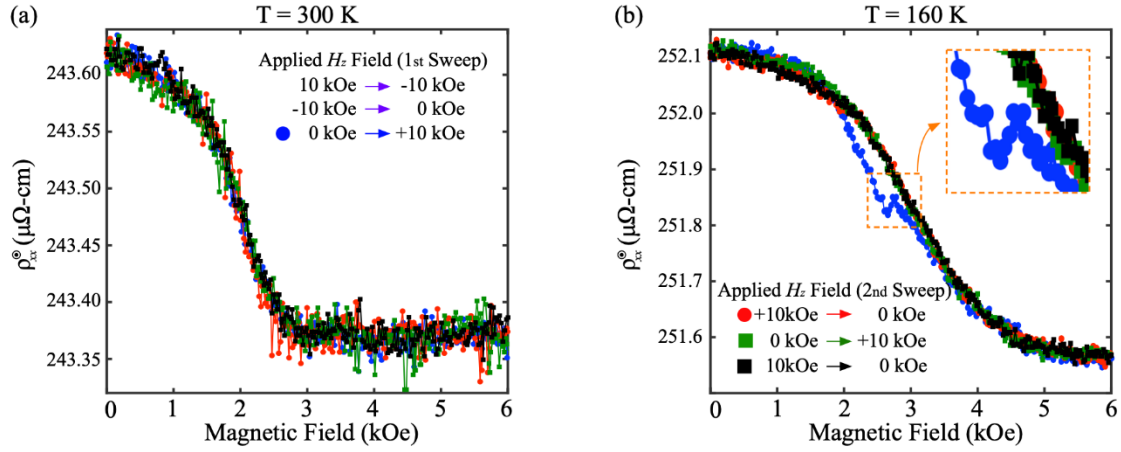 (a)
T = 300 K
243.60
243.55
243.50
243.45
243.40
243.35
ρxx⊙ (μΩ-cm)
Applied Hz Field (1st Sweep)
10 kOe → -10 kOe
-10 kOe → 0 kOe
0 kOe → +10 kOe
0 1 2 3 4 5 6
Magnetic Field (kOe)
(b)
T = 160 K
252.1
252.0
251.9
251.8
251.7
251.6
ρxx⊙ (μΩ-cm)
Applied Hz Field (2nd Sweep)
+10kOe → 0 kOe
0 kOe → +10 kOe
10kOe → 0 kOe
0 1 2 3 4 5 6
Magnetic Field (kOe)